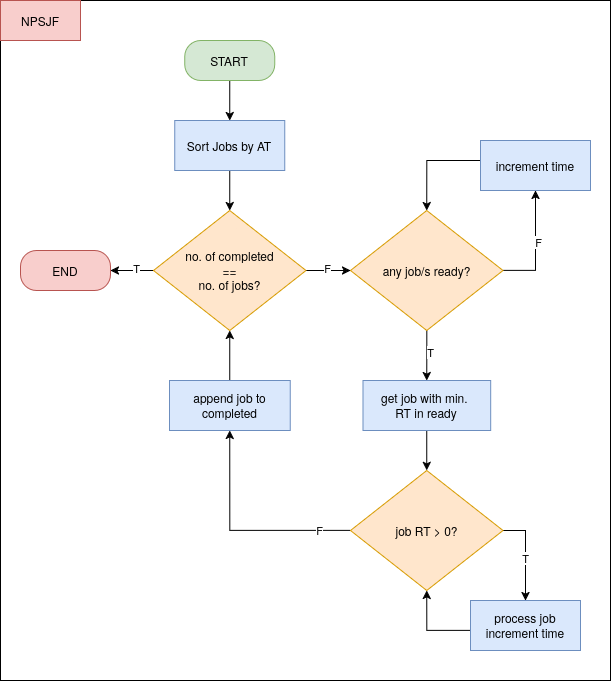 NPSJF
START
Sort Jobs by AT
increment time
no. of completed
==
no. of jobs?
any job/s ready?
END
T
F
F
T
append job to
completed
get job with min.
RT in ready
job RT > 0?
F
T
process job
increment time